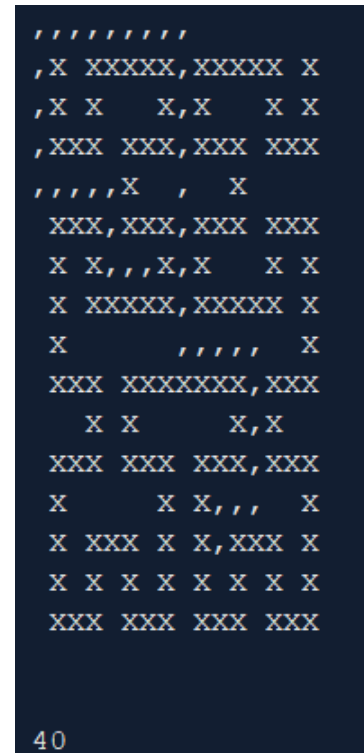 ,,,,,,,,,
,X XXXXX,XXXXX X
,X X   X,X   X X
,XXX XXX,XXX XXX
,,,,,X  ,  X
 XXX,XXX,XXX XXX
 X X,,,X,X   X X
 X XXXXX,XXXXX X
 X      ,,,,,  X
 XXX XXXXXXX,XXX
   X X     X,X
 XXX XXX XXX,XXX
 X     X X,,,  X
 X XXX X X,XXX X
 X X X X X X X X
 XXX XXX XXX XXX
40